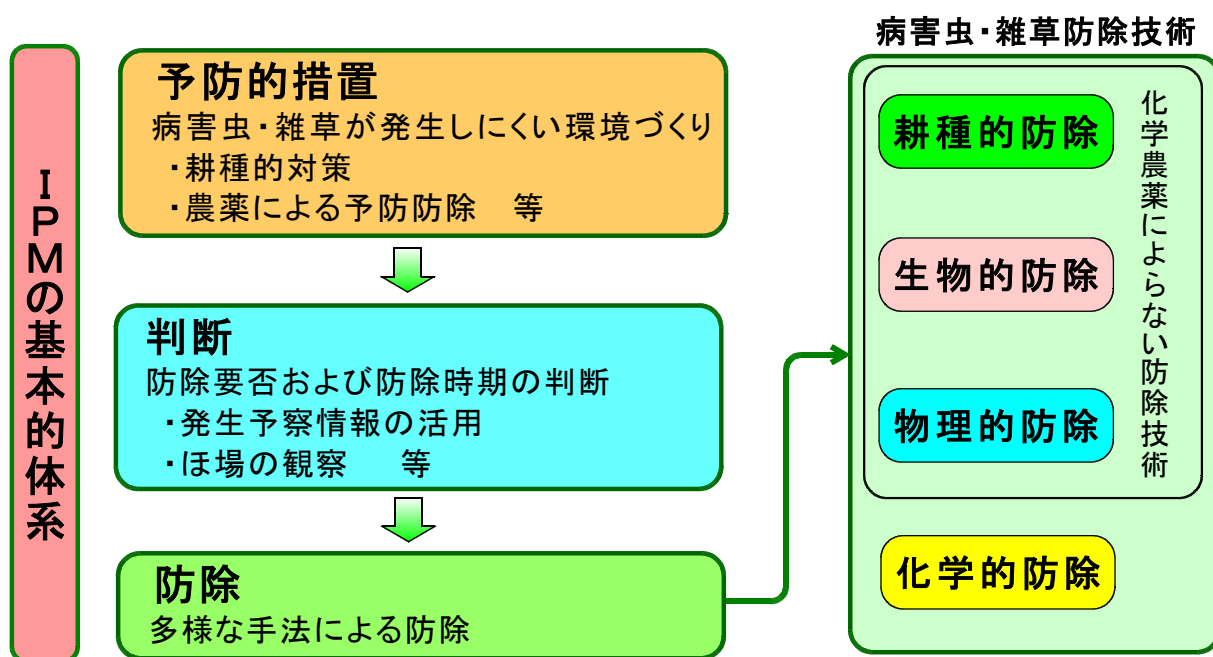 IPMの基本的体系
予防的措置
病害虫・雑草が発生しにくい環境づくり
・耕種的対策
・農薬による予防防除　等
判断
防除要否および防除時期の判断
・発生予察情報の活用
・ほ場の観察　等
防除
多様な手法による防除
病害虫・雑草防除技術
耕種的防除
生物的防除
物理的防除
化学農薬によらない防除技術
化学的防除